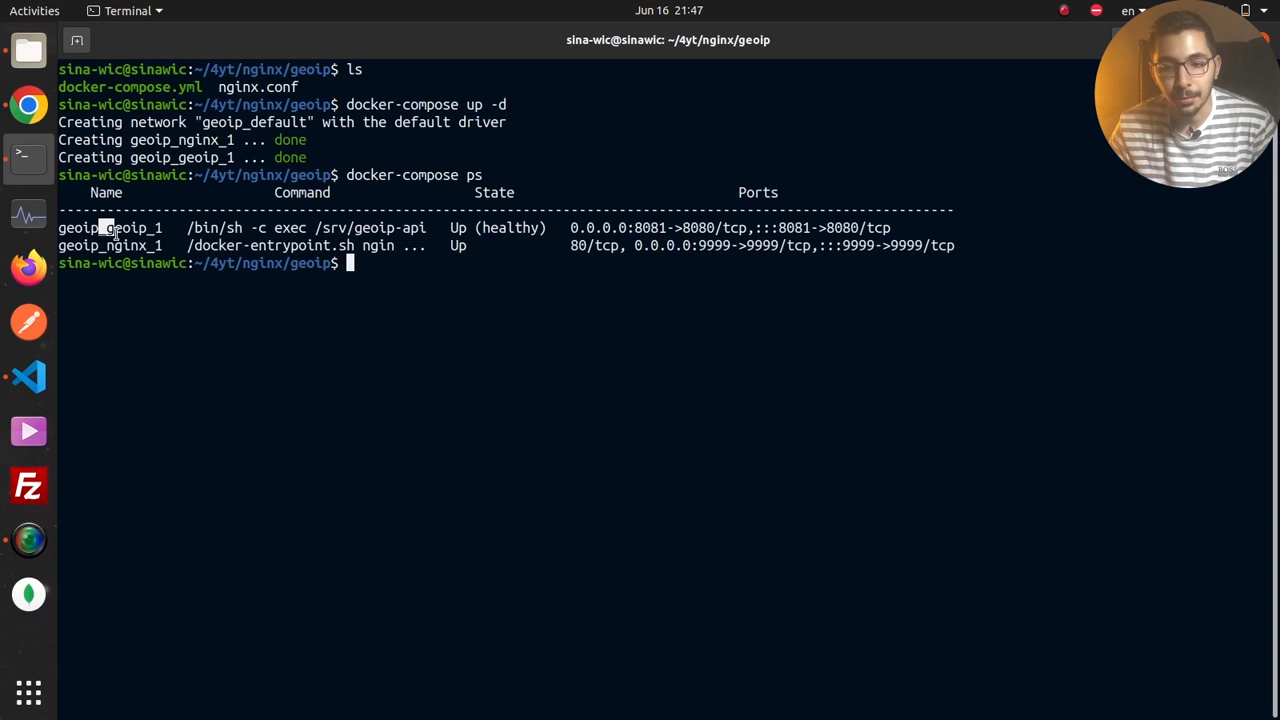 Activities
Terminal
Jun 16 21:47
en
sina-wic@sinawic: ~/4yt/nginx/geoip
sina-wic@sinawic:~/4yt/nginx/geoip$ ls
docker-compose.yml  nginx.conf
sina-wic@sinawic:~/4yt/nginx/geoip$ docker-compose up -d
Creating network "geoip_default" with the default driver
Creating geoip_nginx_1 ... done
Creating geoip_geoip_1 ... done
sina-wic@sinawic:~/4yt/nginx/geoip$ docker-compose ps
Name Command State Ports
--------------------------------------------------------------------------------------------------------------
geoip_geoip_1 /bin/sh -c exec /srv/geoip-api Up (healthy) 0.0.0.0:8081->8080/tcp,:::8081->8080/tcp
geoip_nginx_1 /docker-entrypoint.sh ngin ... Up 80/tcp, 0.0.0.0:9999->9999/tcp,:::9999->9999/tcp
sina-wic@sinawic:~/4yt/nginx/geoip$
BOSS
Fz